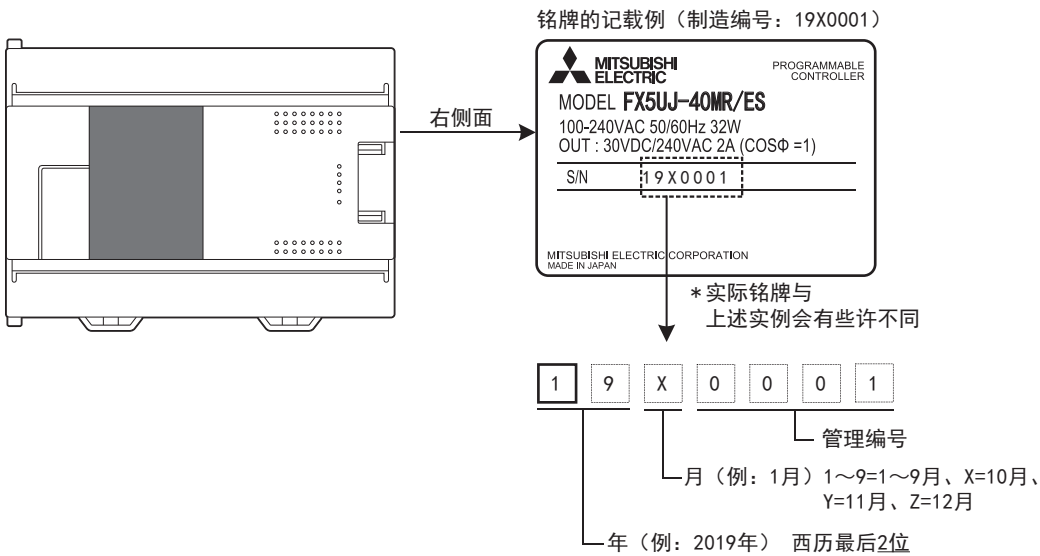 铭牌的记载例（制造编号：19X0001）
MITSUBISHI
ELECTRIC
PROGRAMMABLE
CONTROLLER
MODEL FX5UJ-40MR/ES
100-240VAC 50/60Hz 32W
OUT : 30VDC/240VAC 2A (COSΦ =1)
S/N 19X0001
MITSUBISHI ELECTRIC CORPORATION
MADE IN JAPAN
右侧面
*实际铭牌与
上述实例会有些许不同
1 9 X 0 0 0 1
管理编号
月（例：1月）1～9=1～9月、X=10月、
Y=11月、Z=12月
年（例：2019年） 西历最后2位